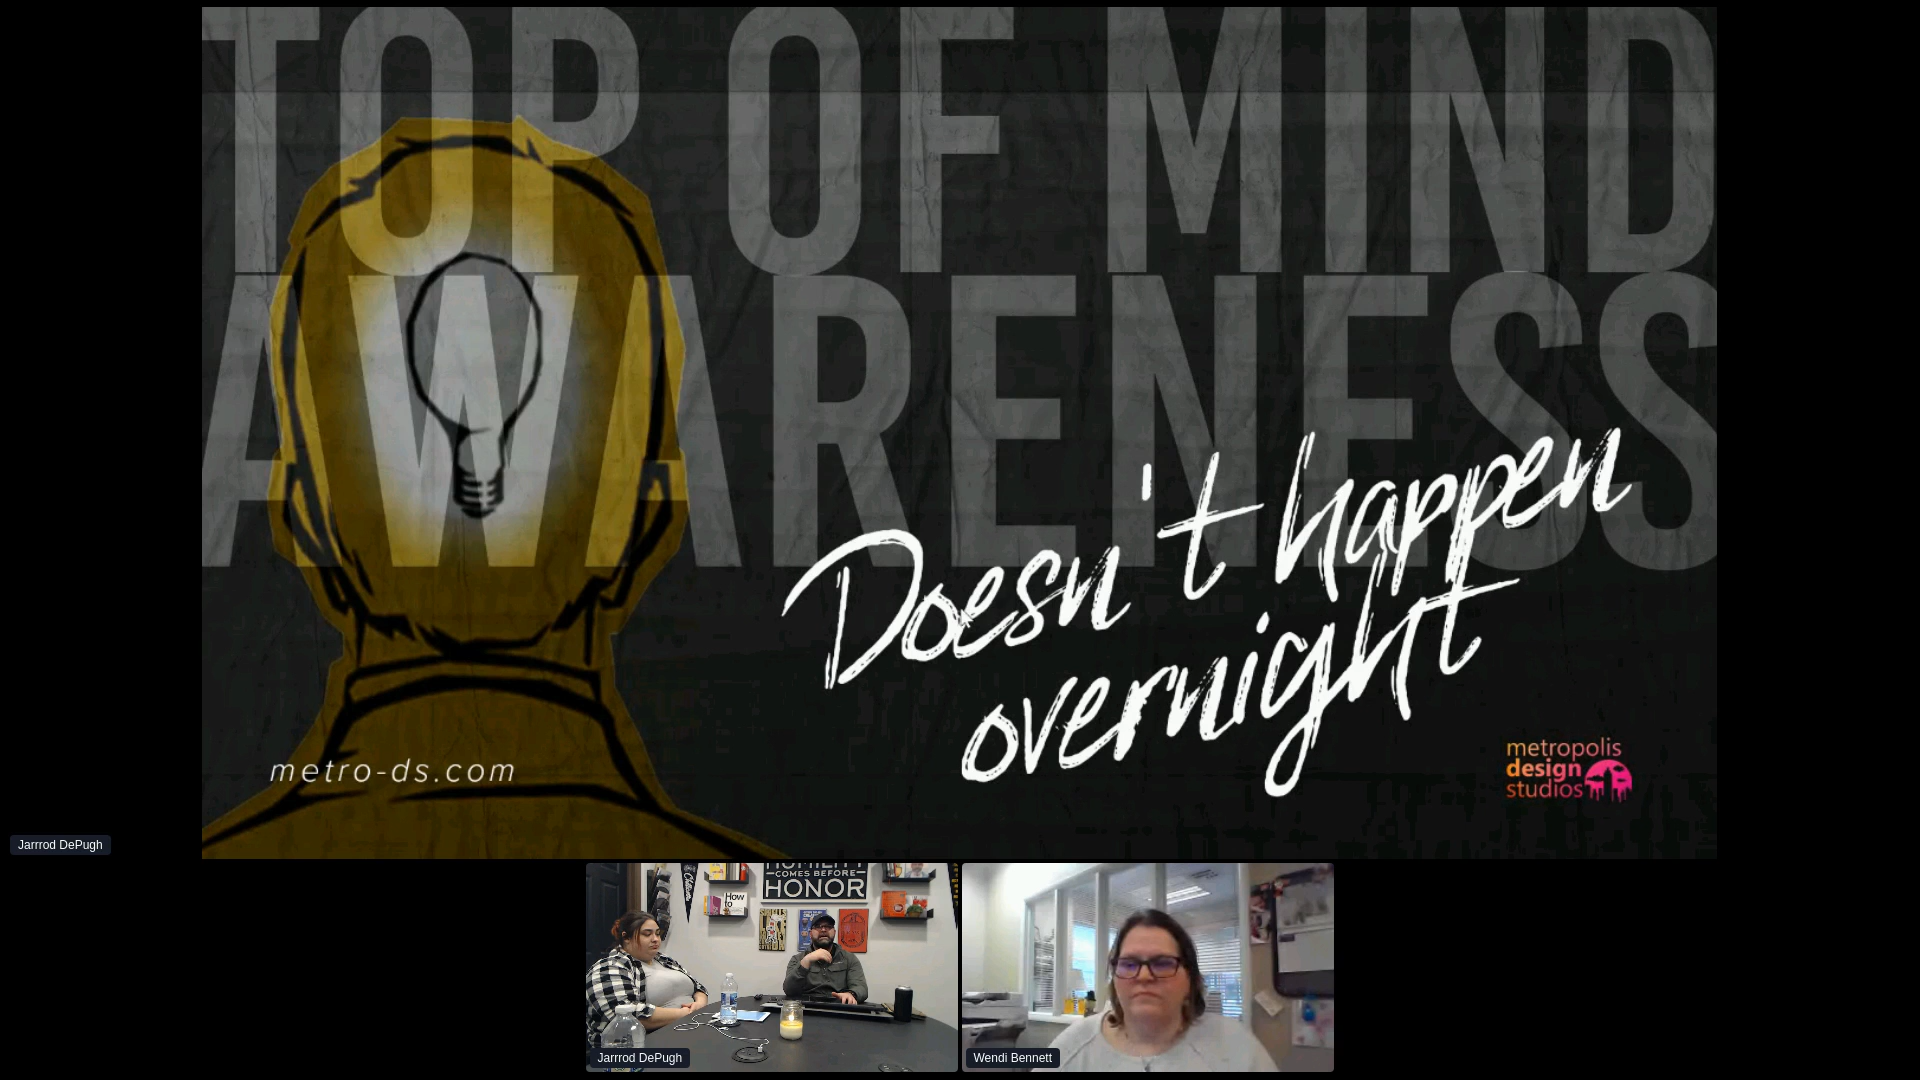 TOP OF MIND
AWARENESS
Doesn't happen
overnight
metro-ds.com
metropolis
design
studios
Jarrrod DePugh
HUMILITY
COMES BEFORE
HONOR
How
to
Jarrrod DePugh
Wendi Bennett